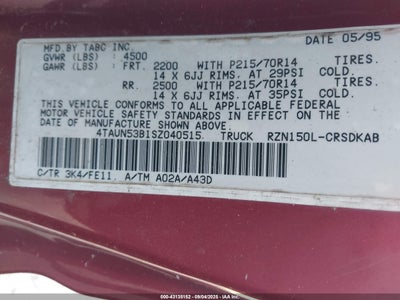 MFD. BY TABC INC. DATE 05/95
GVWR (LBS) : 4500
GAWR (LBS) : FRT. 2200 WITH P215/70R14 TIRES.
14 X 6JJ RIMS. AT 29PSI COLD.
RR. 2500 WITH P215/70R14 TIRES.
14 X 6JJ RIMS. AT 35PSI COLD.
THIS VEHICLE CONFORMS TO ALL APPLICABLE FEDERAL
MOTOR VEHICLE SAFETY STANDARDS IN EFFECT ON
THE DATE OF MANUFACTURE SHOWN ABOVE.
4TAUN53B1SZ040515. TRUCK RZN150L-CRSDKAB
C/TR 3K4/FE11. A/TM A02A/A43D
000-43135152 - IAA - 09/04/2025 - IAAI.COM